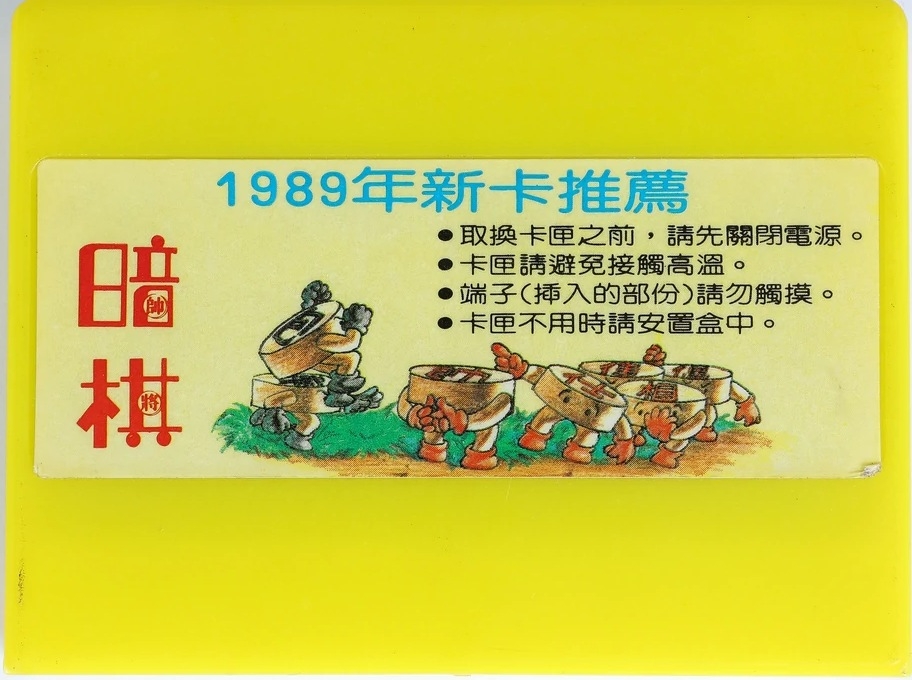 1989年新卡推薦
暗棋
帥
將
●取換卡匣之前，請先關閉電源。
●卡匣請避免接觸高溫。
●端子(挿入的部份)請勿觸摸。
●卡匣不用時請安置盒中。